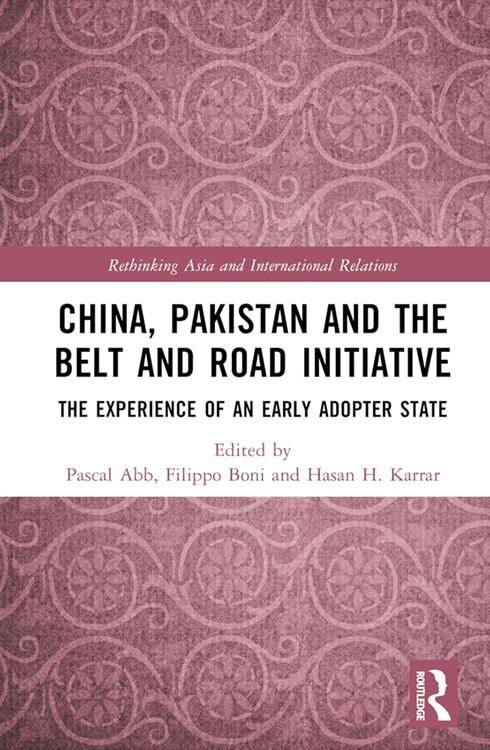 Rethinking Asia and International Relations
CHINA, PAKISTAN AND THE
BELT AND ROAD INITIATIVE
THE EXPERIENCE OF AN EARLY ADOPTER STATE
Edited by
Pascal Abb, Filippo Boni and Hasan H. Karrar
ROUTLEDGE